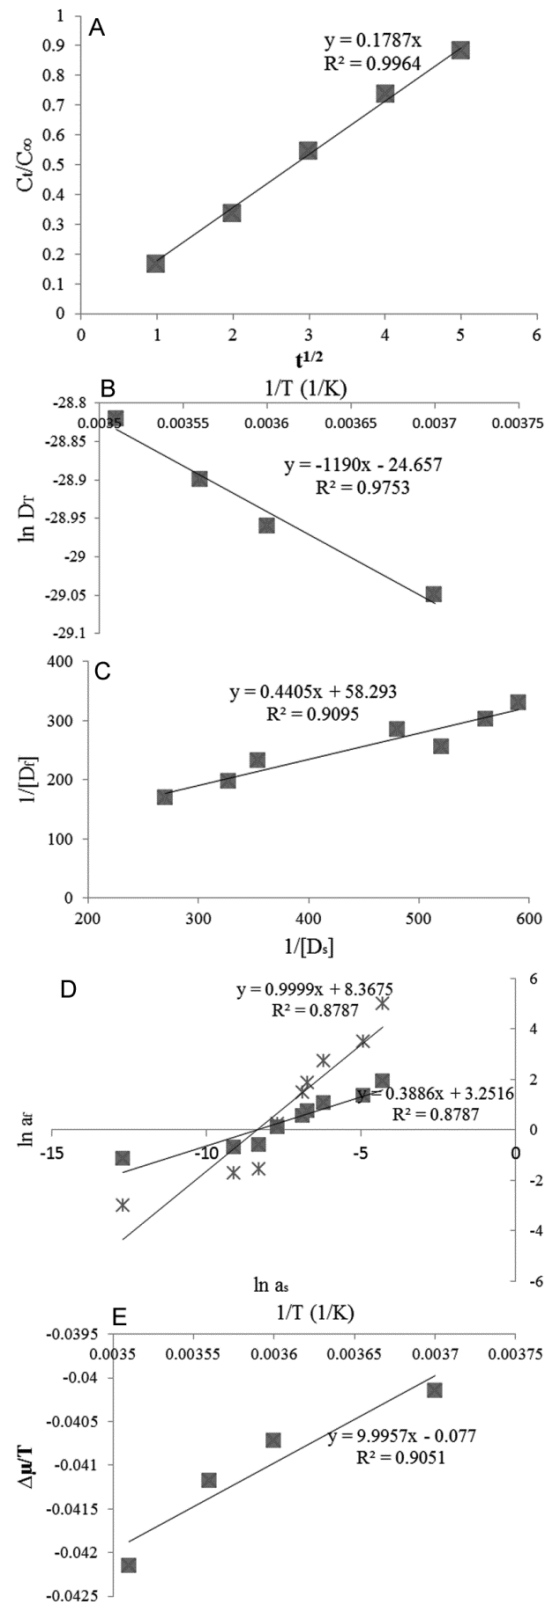 A
y = 0.1787x
R² = 0.9964
1
0.9
0.8
0.7
0.6
0.5
0.4
0.3
0.2
0.1
0
Ct/C∞
0 1 2 3 4 5 6
t1/2
B
1/T (1/K)
0.0035 0.00355 0.0036 0.00365 0.0037 0.00375
-28.8
-28.85
-28.9
-28.95
-29
-29.05
-29.1
ln DT
y = -1190x - 24.657
R² = 0.9753
C
y = 0.4405x + 58.293
R² = 0.9095
400
300
200
100
0
1/[Df]
200 300 400 500 600
1/[Ds]
D
y = 0.9999x + 8.3675
R² = 0.8787
y = 0.3886x + 3.2516
R² = 0.8787
6
4
2
0
-2
-4
-6
ln af
-15 -10 -5 0
ln as
E
1/T (1/K)
0.0035 0.00355 0.0036 0.00365 0.0037 0.00375
-0.0395
-0.04
-0.0405
-0.041
-0.0415
-0.042
-0.0425
Δμ/T
y = 9.9957x - 0.077
R² = 0.9051